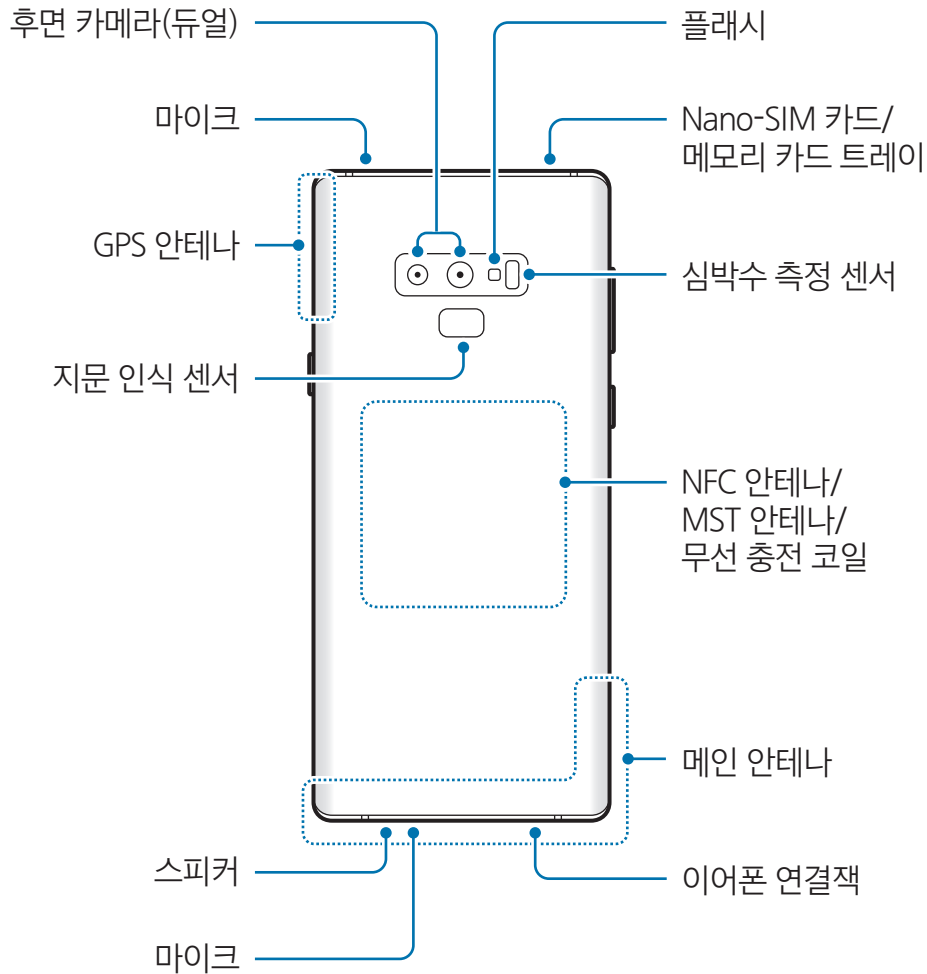 후면 카메라(듀얼)
플래시
마이크
Nano-SIM 카드/
메모리 카드 트레이
GPS 안테나
심박수 측정 센서
지문 인식 센서
NFC 안테나/
MST 안테나/
무선 충전 코일
메인 안테나
스피커
이어폰 연결잭
마이크